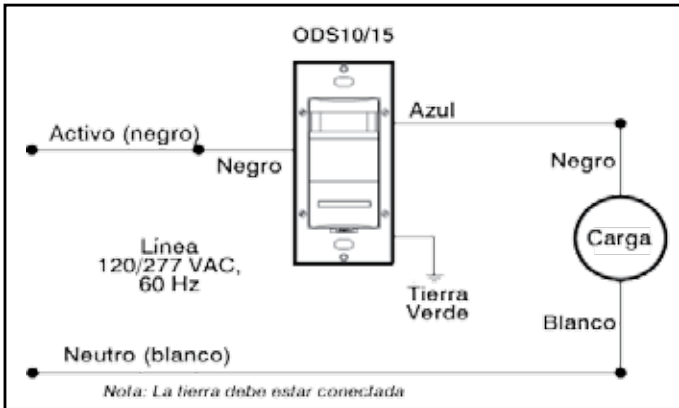 ODS10/15
Activo (negro)
Negro
Azul
Negro
Carga
Línea
120/277 VAC,
60 Hz
Tierra
Verde
Blanco
Neutro (blanco)
Nota: La tierra debe estar conectada